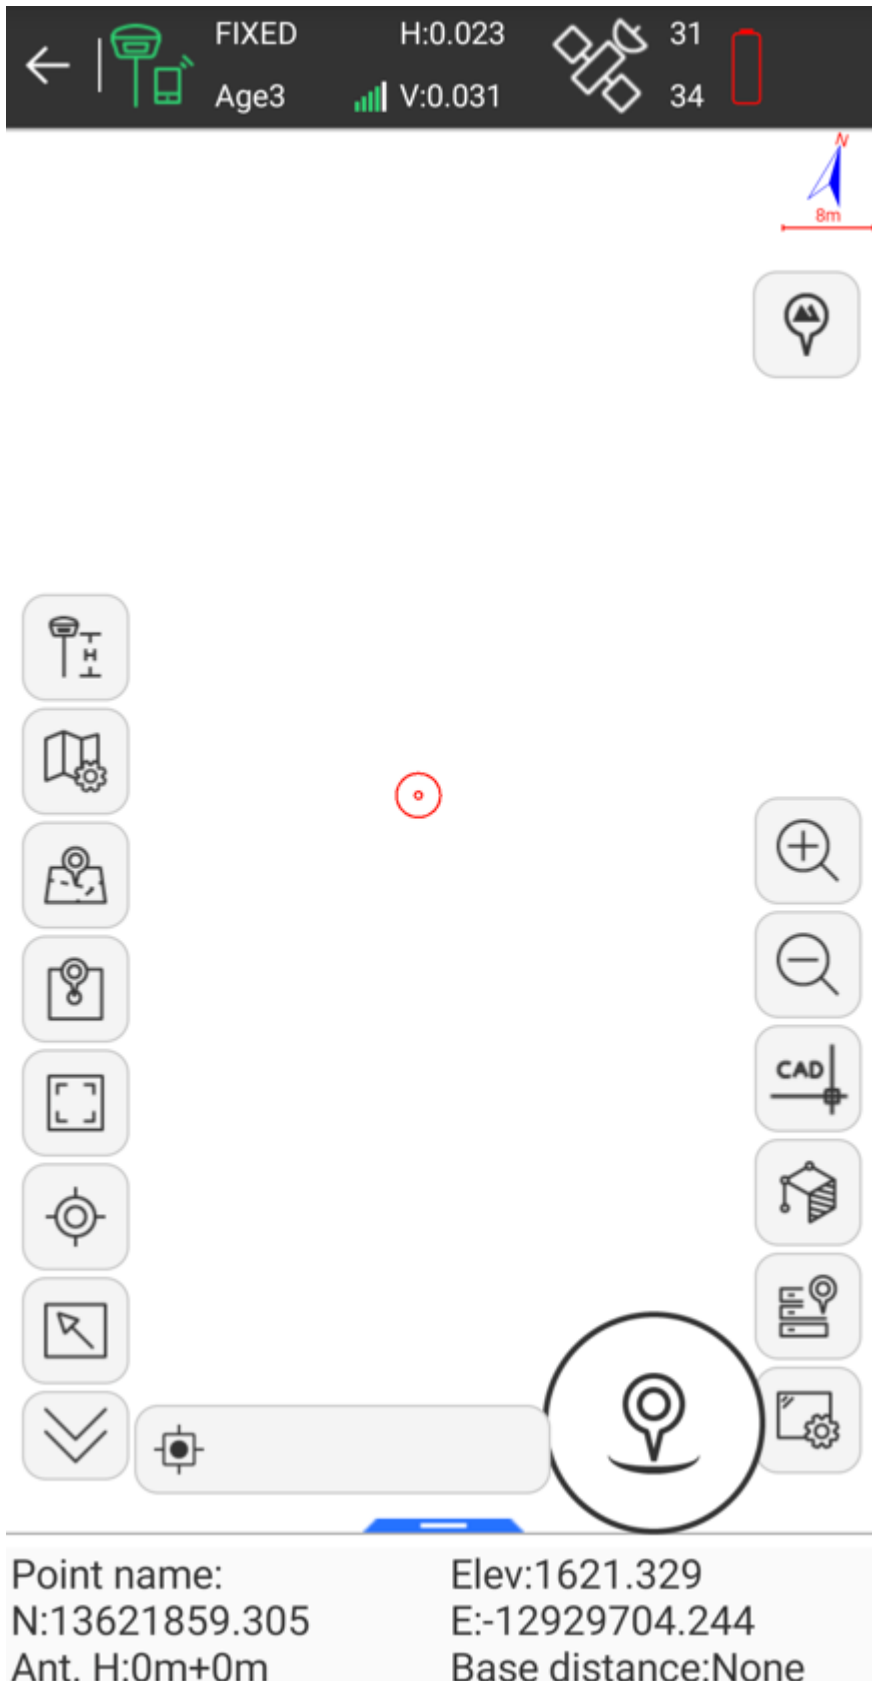 FIXED H:0.023 31
Age3 V:0.031 34
N
8m
H
CAD
Point name: Elev:1621.329
N:13621859.305 E:-12929704.244
Ant. H:0m+0m Base distance:None